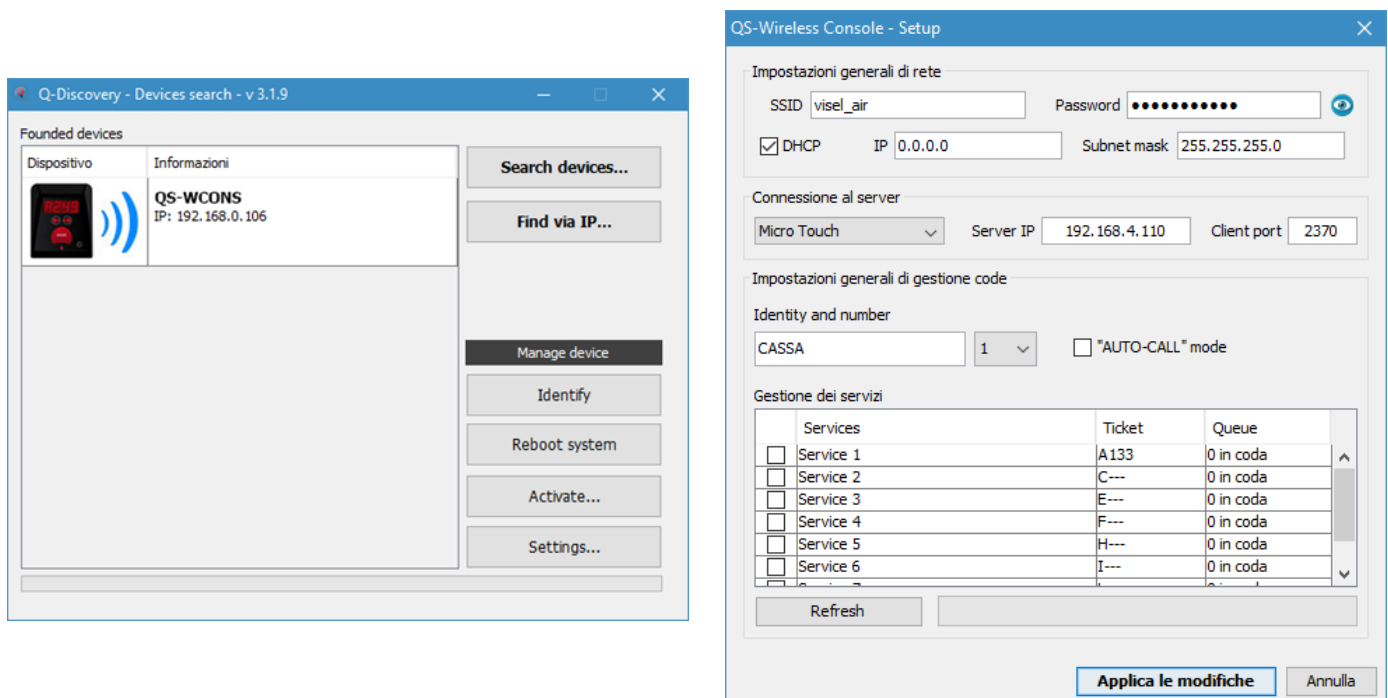 Q-Discovery - Devices search - v 3.1.9
Founded devices
Dispositivo Informazioni
QS-WCONS
IP: 192.168.0.106
A249
Search devices...
Find via IP...
Manage device
Identify
Reboot system
Activate...
Settings...
QS-Wireless Console - Setup
Impostazioni generali di rete
SSID visel_air Password ●●●●●●●●●●●
DHCP IP 0.0.0.0 Subnet mask 255.255.255.0
Connessione al server
Micro Touch Server IP 192.168.4.110 Client port 2370
Impostazioni generali di gestione code
Identity and number
CASSA 1 "AUTO-CALL" mode
Gestione dei servizi
Services Ticket Queue
Service 1 A133 0 in coda
Service 2 C--- 0 in coda
Service 3 E--- 0 in coda
Service 4 F--- 0 in coda
Service 5 H--- 0 in coda
Service 6 I--- 0 in coda
Refresh
Applica le modifiche Annulla